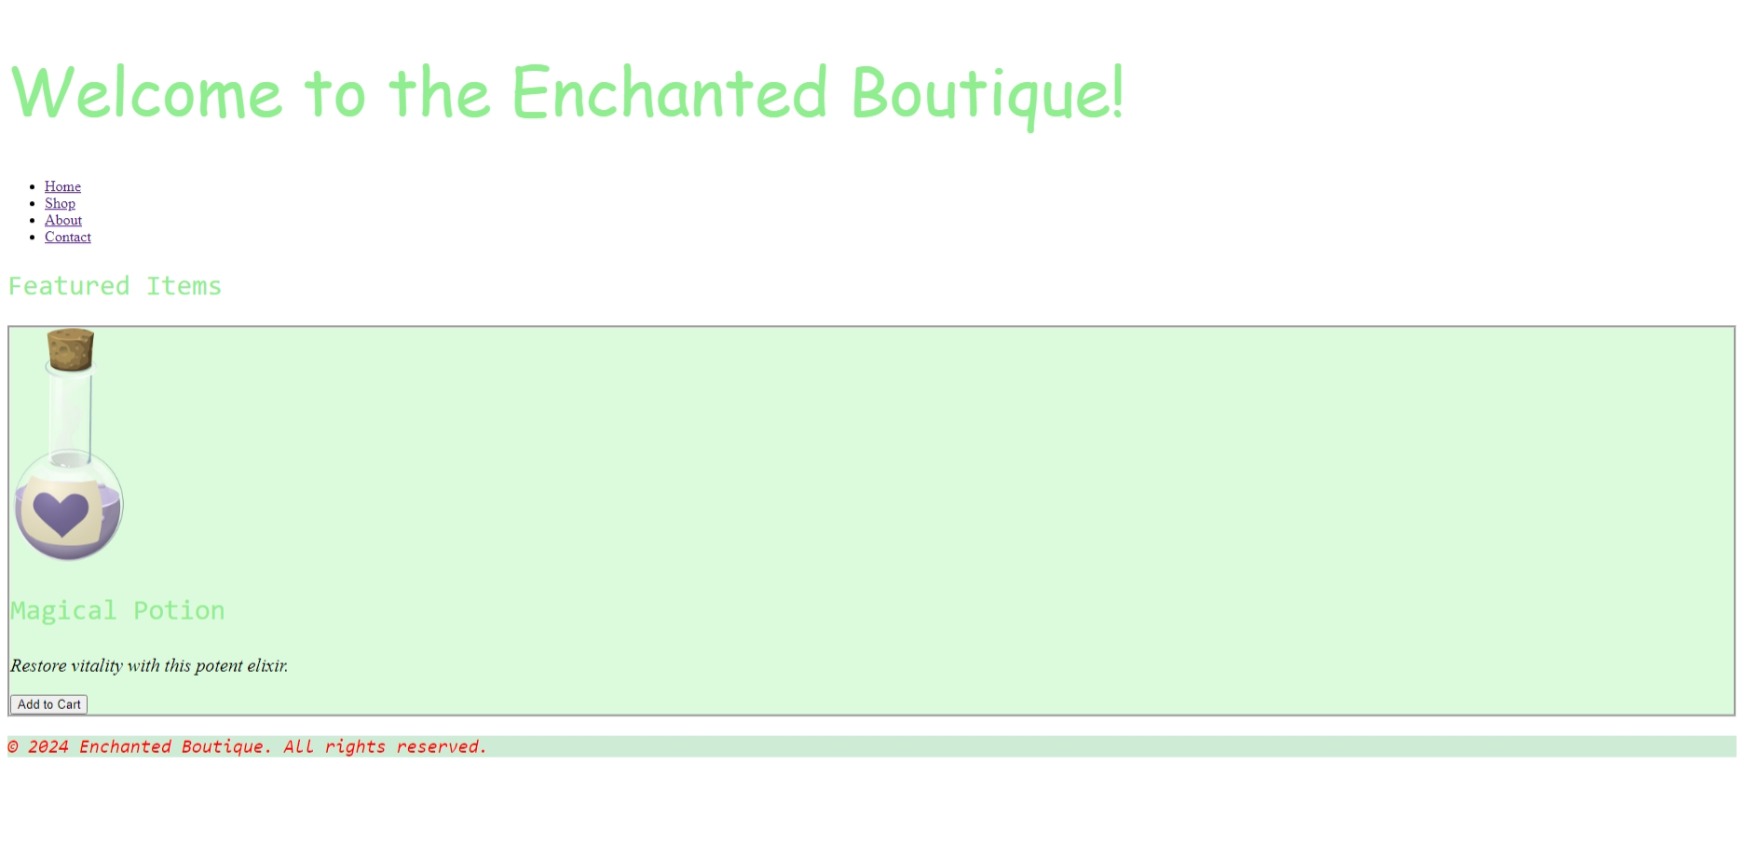 Welcome to the Enchanted Boutique!
Home
Shop
About
Contact
Featured Items
Magical Potion
Restore vitality with this potent elixir.
Add to Cart
© 2024 Enchanted Boutique. All rights reserved.